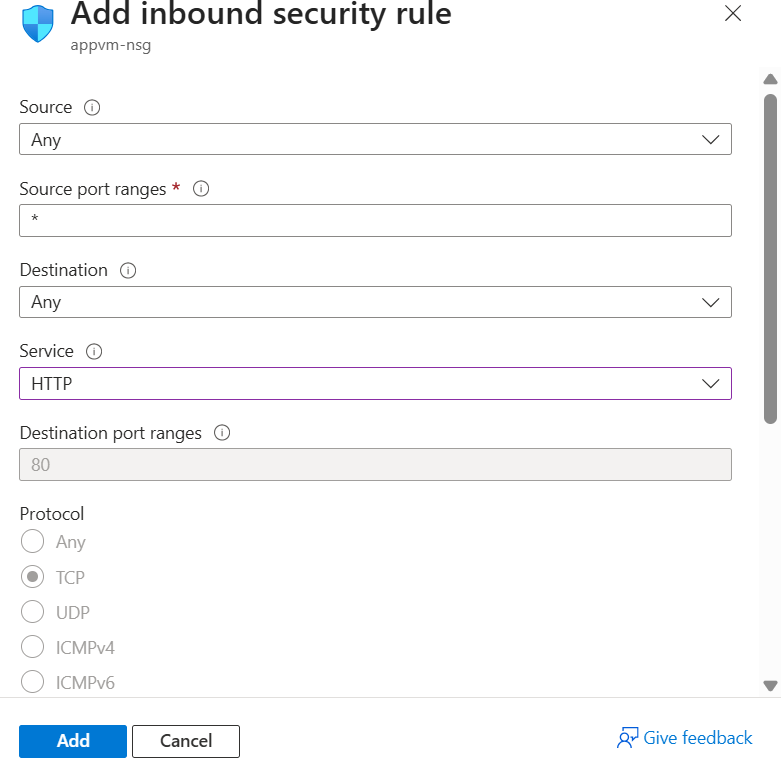 Add inbound security rule
appvm-nsg
Source
Any
Source port ranges *
*
Destination
Any
Service
HTTP
Destination port ranges
80
Protocol
Any
TCP
UDP
ICMPv4
ICMPv6
Add Cancel Give feedback